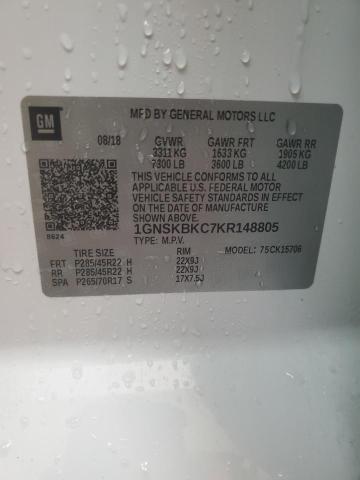 GM
MFD BY GENERAL MOTORS LLC
08/18 GVWR GAWR FRT GAWR RR
3311 KG 1633 KG 1905 KG
7300 LB 3600 LB 4200 LB
THIS VEHICLE CONFORMS TO ALL
APPLICABLE U.S. FEDERAL MOTOR
VEHICLE SAFETY STANDARDS IN EFFECT
ON THE DATE OF MANUFACTURE
SHOWN ABOVE.
1GNSKBKC7KR148805
8624
TYPE: M.P.V. MODEL: 75CK15706
TIRE SIZE RIM
FRT P285/45R22 H 22X9J
RR P285/45R22 H 22X9J
SPA P265/70R17 S 17X7.5J